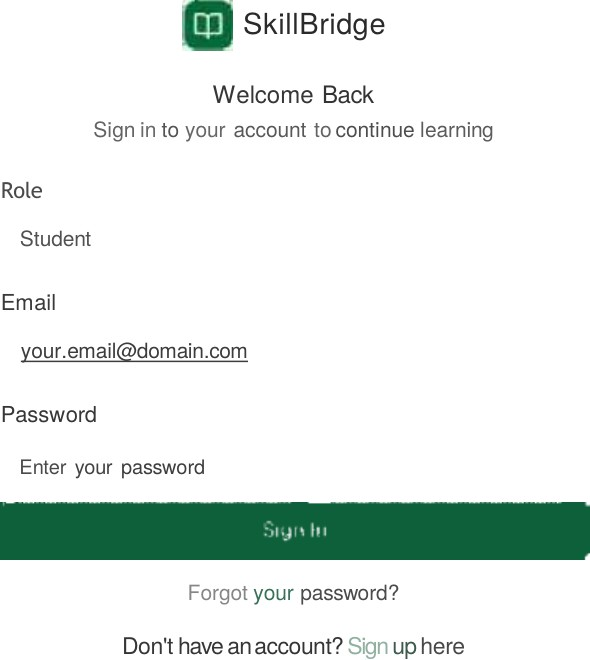 SkillBridge
Welcome Back
Sign in to your account to continue learning
Role
Student
Email
your.email@domain.com
Password
Enter your password
Sign In
Forgot your password?
Don't have an account? Sign up here